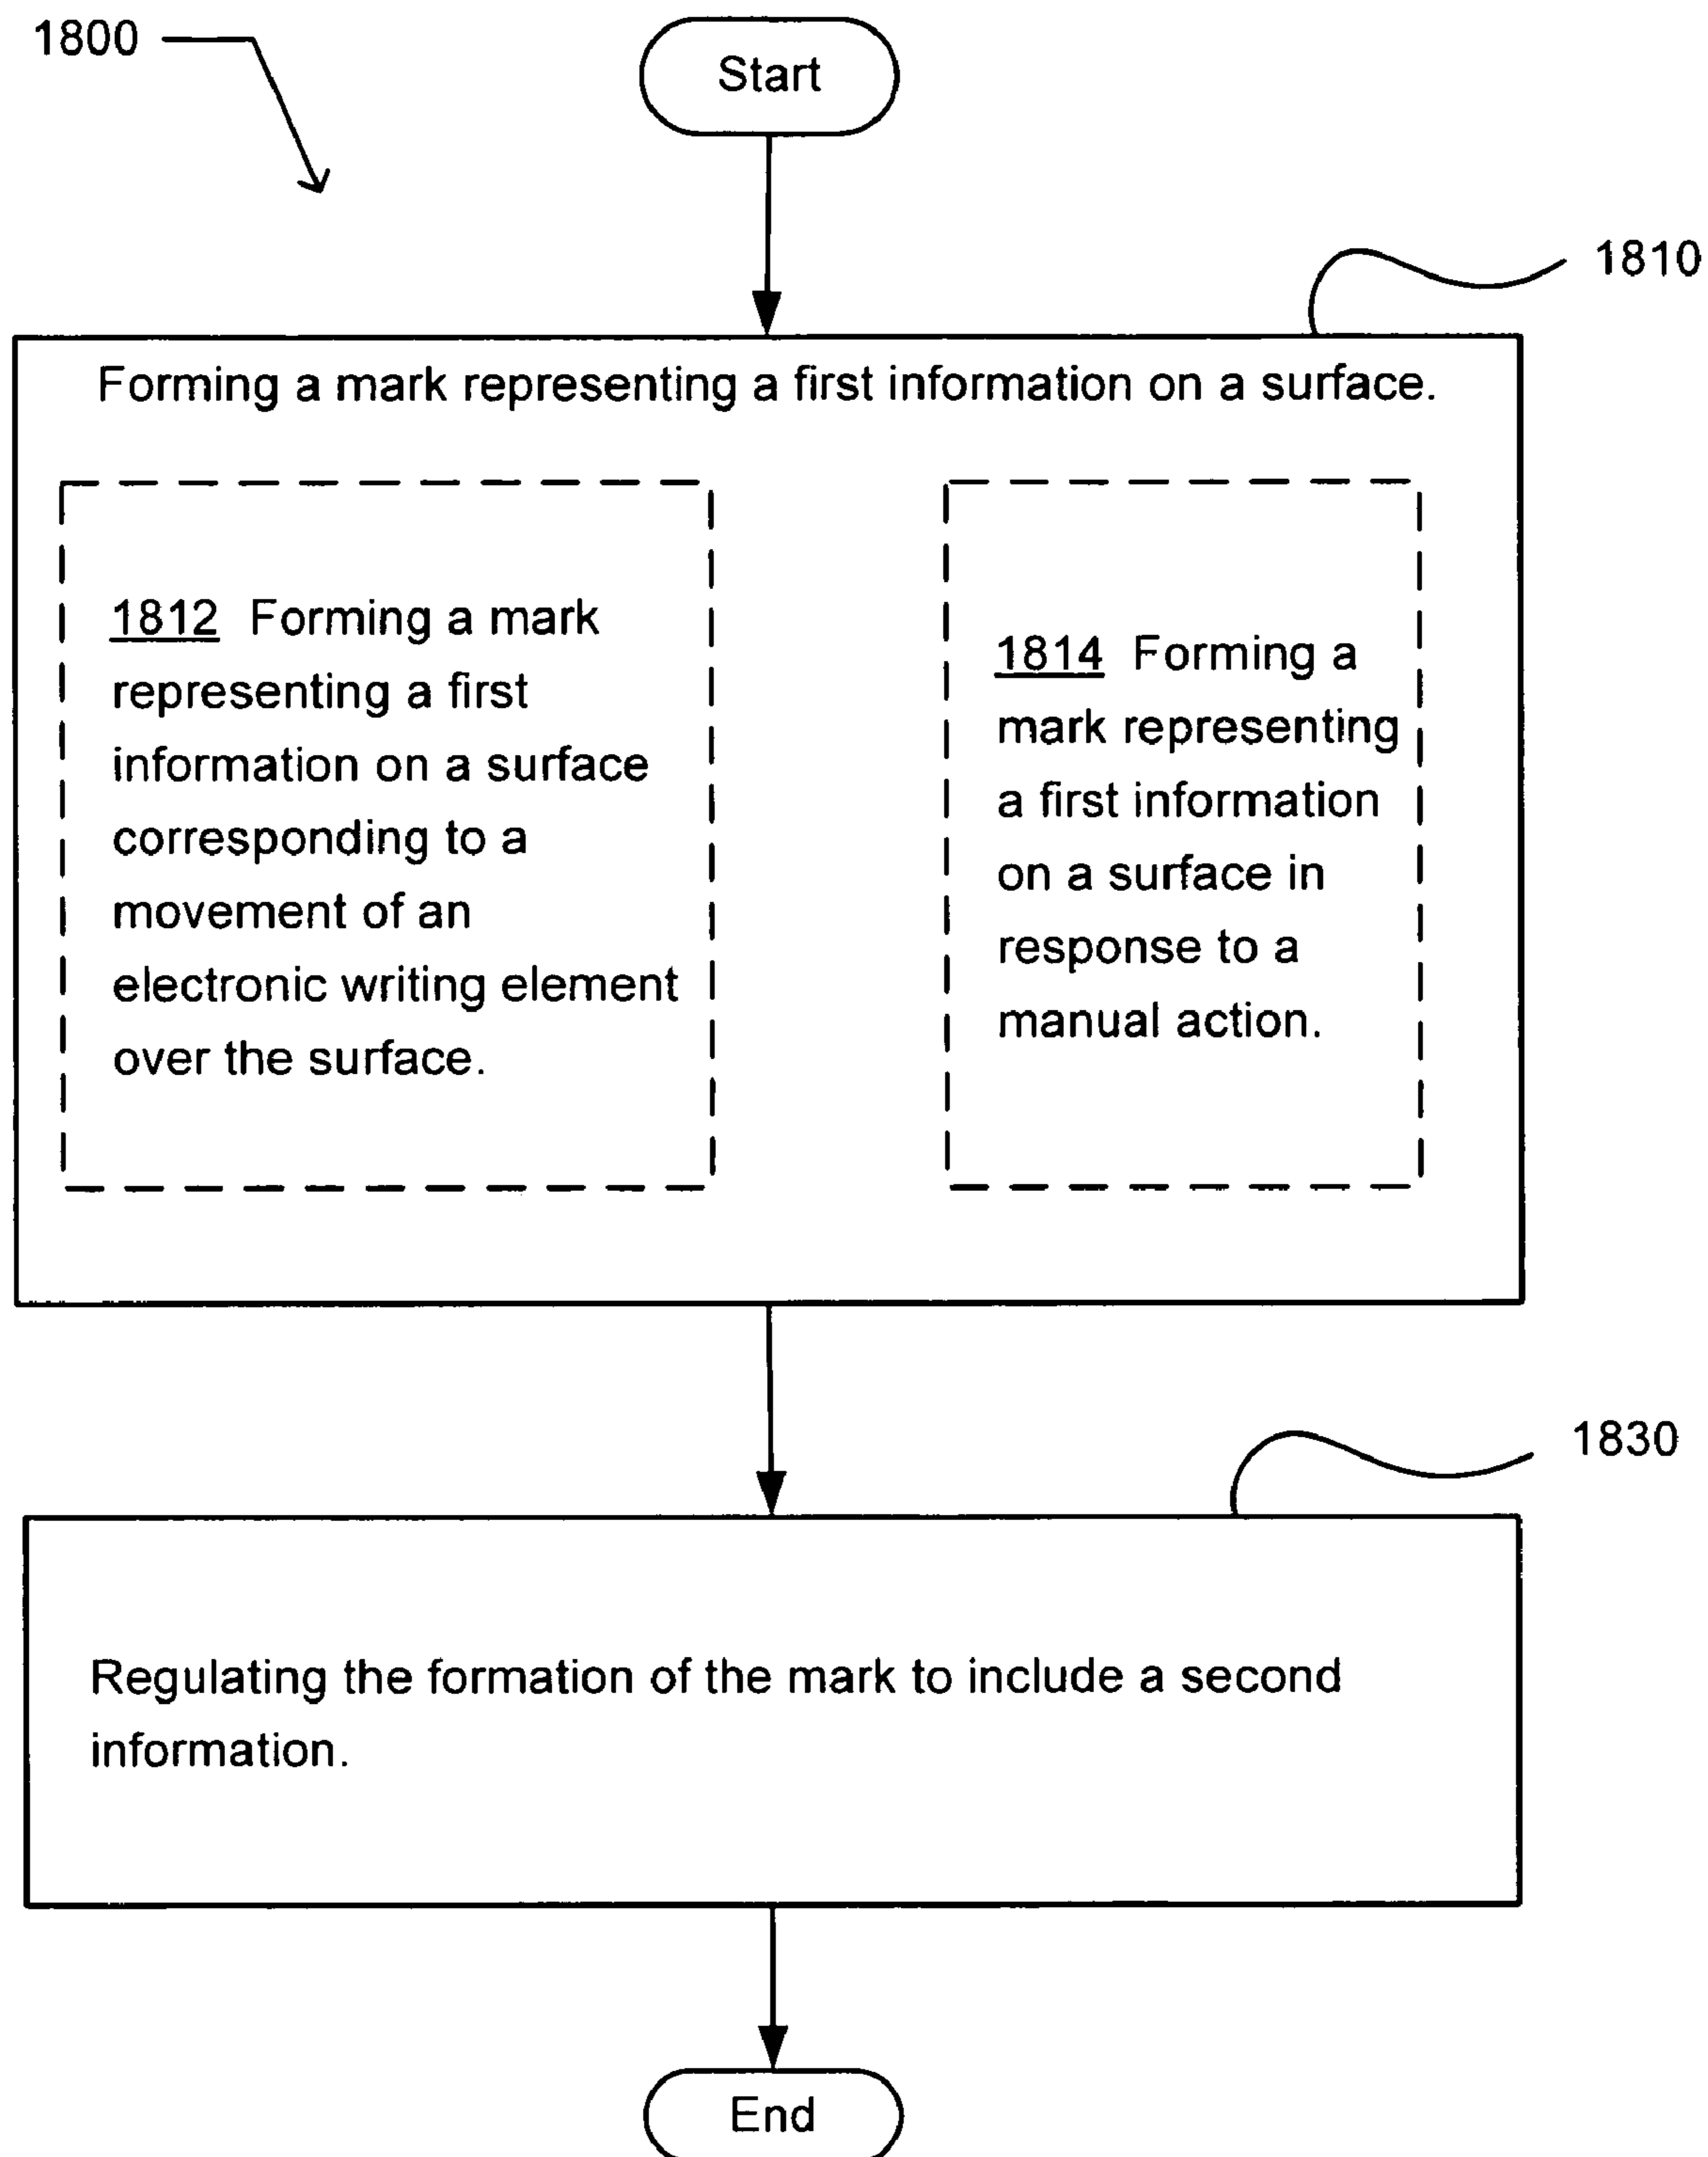 1800
Start
1810
Forming a mark representing a first information on a surface.
1812 Forming a mark
representing a first
information on a surface
corresponding to a
movement of an
electronic writing element
over the surface.
1814 Forming a
mark representing
a first information
on a surface in
response to a
manual action.
1830
Regulating the formation of the mark to include a second
information.
End